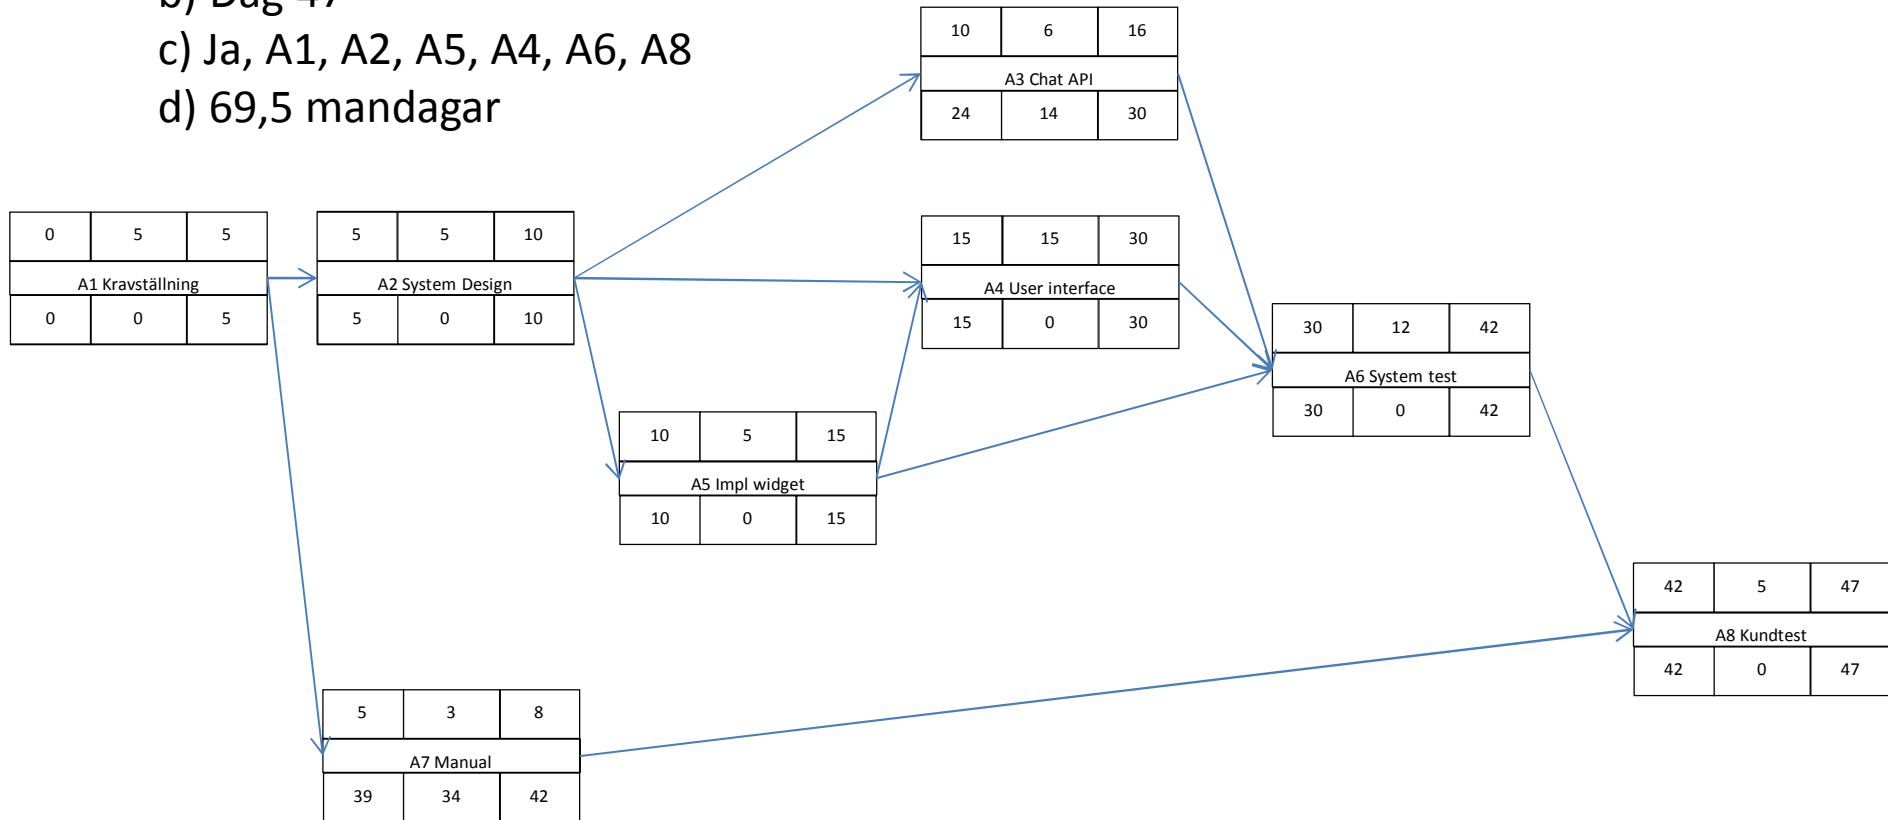 b) Dag 47
c) Ja, A1, A2, A5, A4, A6, A8
d) 69,5 mandagar
10 6 16
A3 Chat API
24 14 30
0 5 5
A1 Kravställning
0 0 5
5 5 10
A2 System Design
5 0 10
15 15 30
A4 User interface
15 0 30
30 12 42
A6 System test
30 0 42
10 5 15
A5 Impl widget
10 0 15
42 5 47
A8 Kundtest
42 0 47
5 3 8
A7 Manual
39 34 42